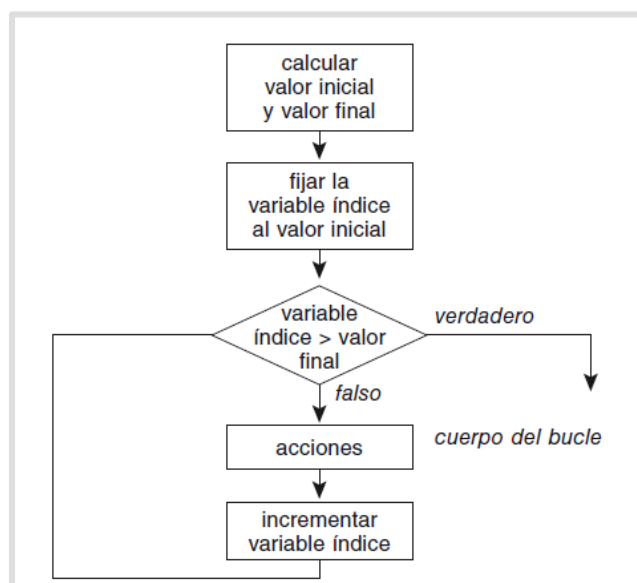 calcular
valor inicial
y valor final
fijar la
variable índice
al valor inicial
variable
índice > valor
final
verdadero
falso
acciones
cuerpo del bucle
incrementar
variable índice